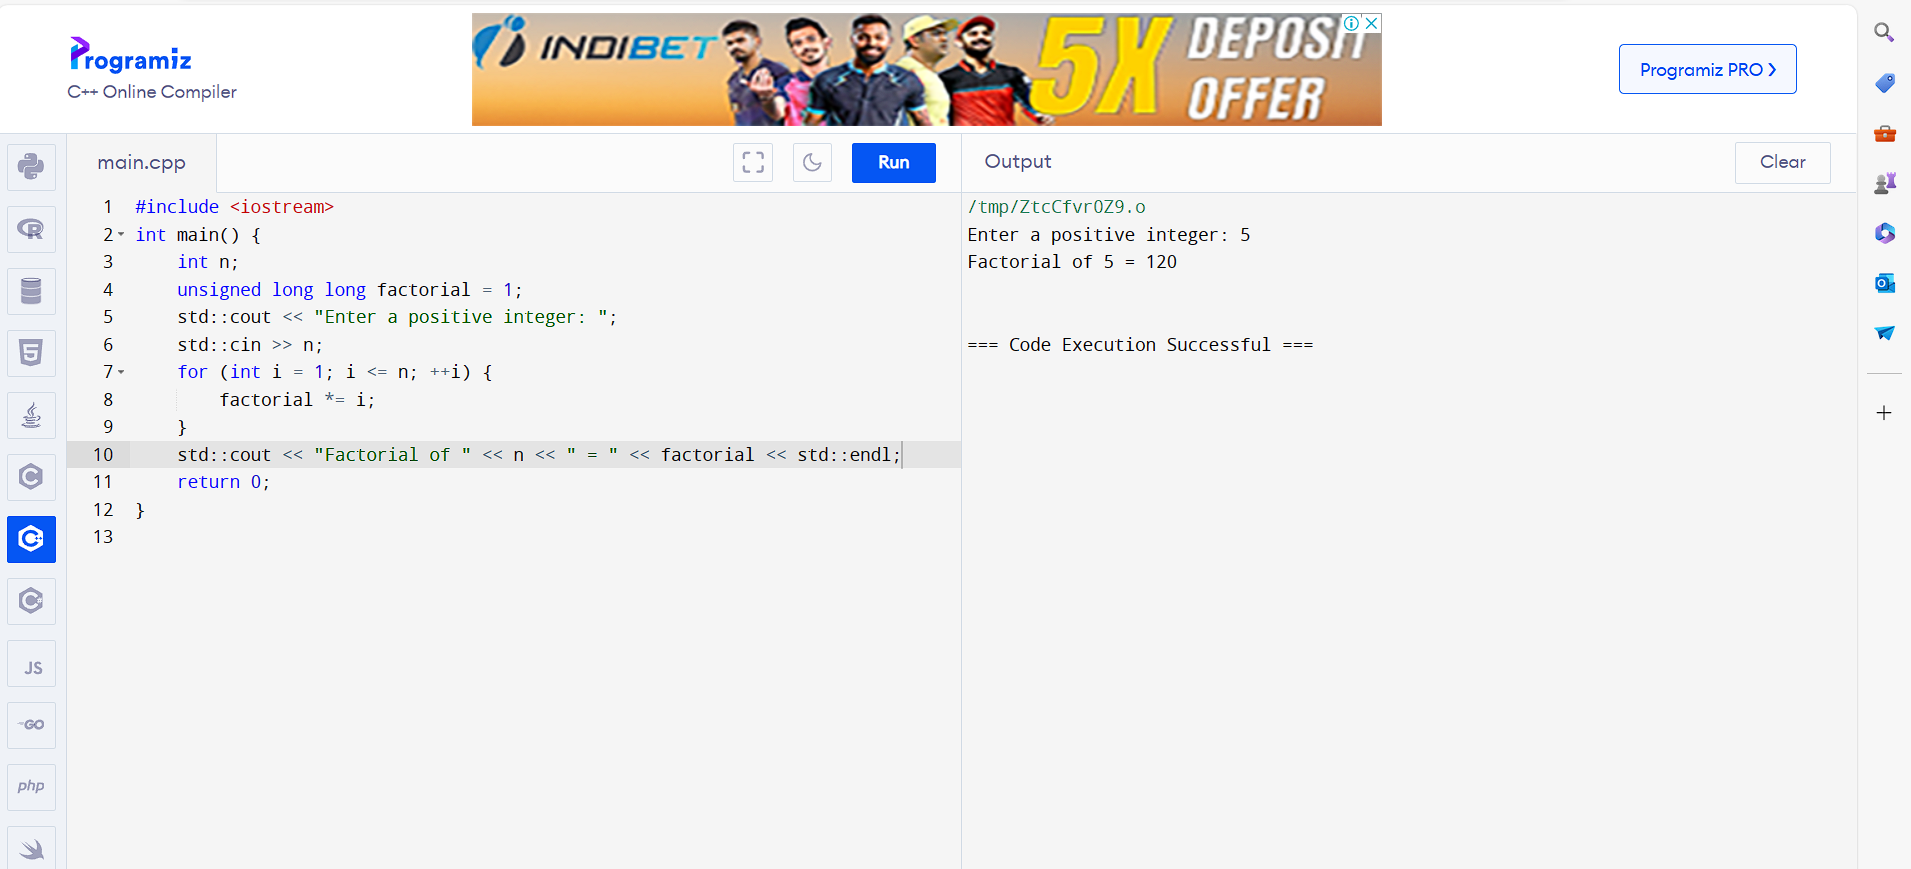 Programiz
C++ Online Compiler
INDIBET
5X
DEPOSIT
OFFER
Programiz PRO
main.cpp
Run
Output
Clear
1 #include <iostream>
2 int main() {
3     int n;
4     unsigned long long factorial = 1;
5     std::cout << "Enter a positive integer: ";
6     std::cin >> n;
7     for (int i = 1; i <= n; ++i) {
8         factorial *= i;
9     }
10     std::cout << "Factorial of " << n << " = " << factorial << std::endl;
11     return 0;
12 }
13
/tmp/ZtcCfvr0Z9.o
Enter a positive integer: 5
Factorial of 5 = 120
=== Code Execution Successful ===
R
5
C
C++
C#
JS
GO
php